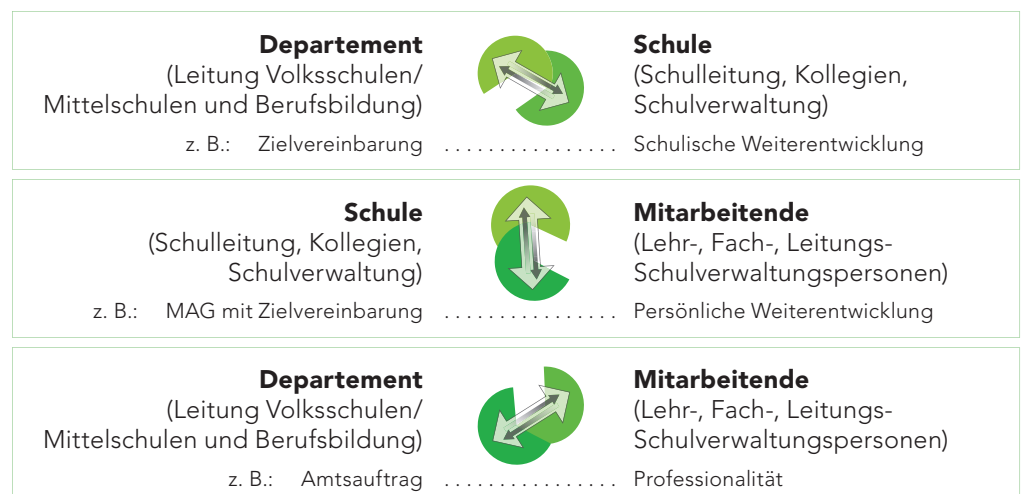 Departement
(Leitung Volksschulen/
Mittelschulen und Berufsbildung)
Schule
(Schulleitung, Kollegien,
Schulverwaltung)
z. B.: Zielvereinbarung ................ Schulische Weiterentwicklung
Schule
(Schulleitung, Kollegien,
Schulverwaltung)
Mitarbeitende
(Lehr-, Fach-, Leitungs-
Schulverwaltungspersonen)
z. B.: MAG mit Zielvereinbarung ................ Persönliche Weiterentwicklung
Departement
(Leitung Volksschulen/
Mittelschulen und Berufsbildung)
Mitarbeitende
(Lehr-, Fach-, Leitungs-
Schulverwaltungspersonen)
z. B.: Amtsauftrag ................ Professionalität